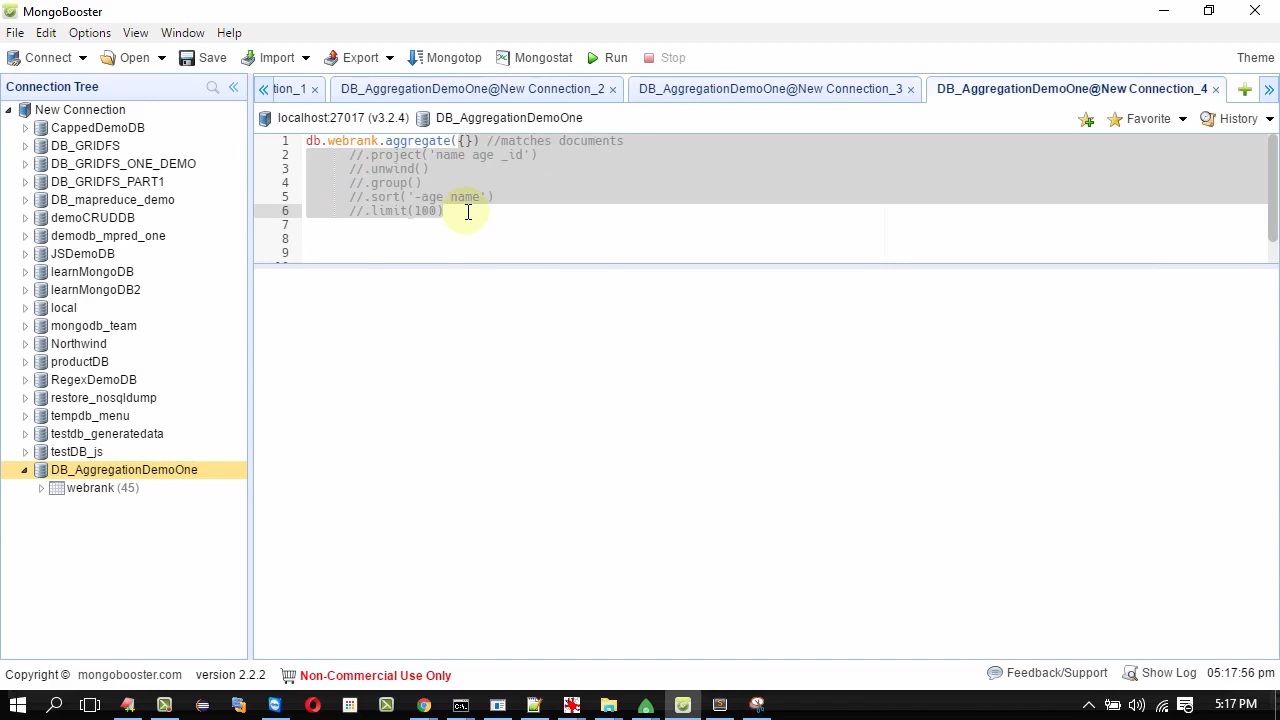 MongoBooster
File Edit Options View Window Help
Connect Open Save Import Export Mongotop Mongostat Run Stop Theme
Connection Tree
tion_1 DB_AggregationDemoOne@New Connection_2 DB_AggregationDemoOne@New Connection_3 DB_AggregationDemoOne@New Connection_4
localhost:27017 (v3.2.4) DB_AggregationDemoOne Favorite History
New Connection
CappedDemoDB
DB_GRIDFS
DB_GRIDFS_ONE_DEMO
DB_GRIDFS_PART1
DB_mapreduce_demo
demoCRUDDB
demodb_mpred_one
JSDemoDB
learnMongoDB
learnMongoDB2
local
mongodb_team
Northwind
productDB
RegexDemoDB
restore_nosqldump
tempdb_menu
testdb_generatedata
testDB_js
DB_AggregationDemoOne
webrank (45)
1 db.webrank.aggregate({}) //matches documents
2 //.project('name age _id')
3 //.unwind()
4 //.group()
5 //.sort('-age name')
6 //.limit(100)
7
8
9
Copyright © mongobooster.com version 2.2.2 Non-Commercial Use Only Feedback/Support Show Log 05:17:56 pm
5:17 PM